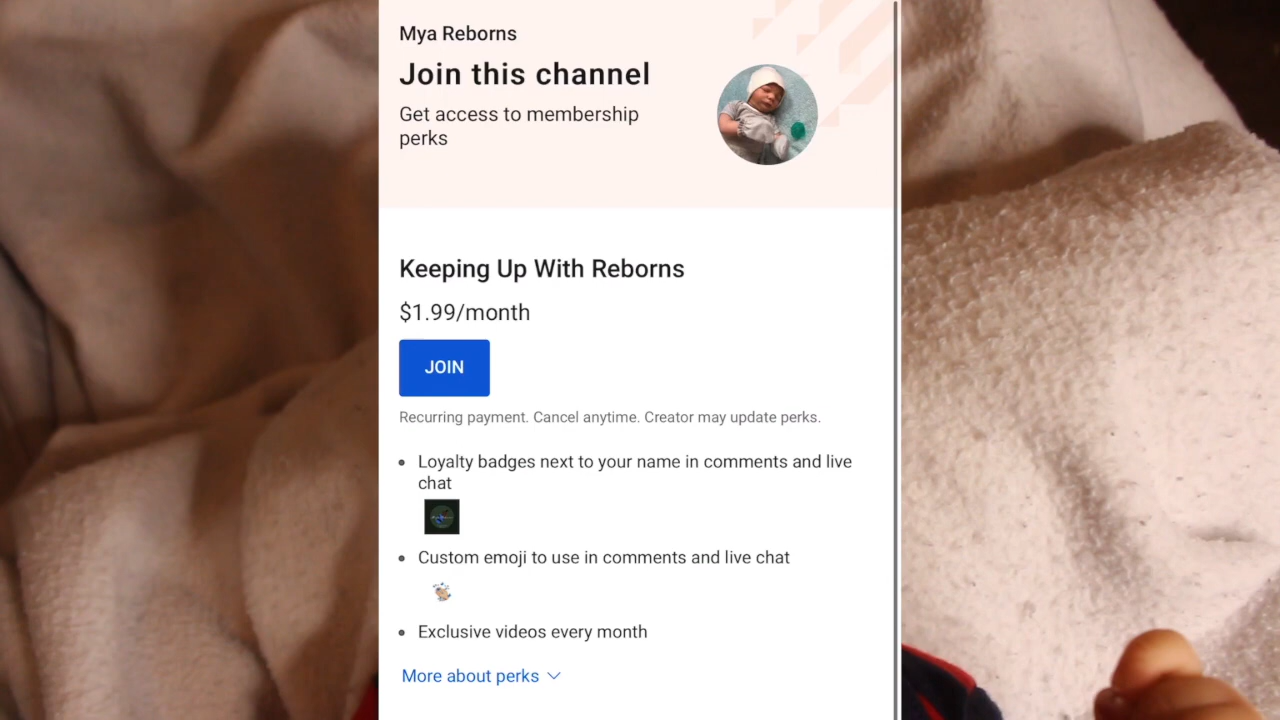 Mya Reborns
Join this channel
Get access to membership
perks
Keeping Up With Reborns
$1.99/month
JOIN
Recurring payment. Cancel anytime. Creator may update perks.
Loyalty badges next to your name in comments and live
chat
Custom emoji to use in comments and live chat
Exclusive videos every month
More about perks